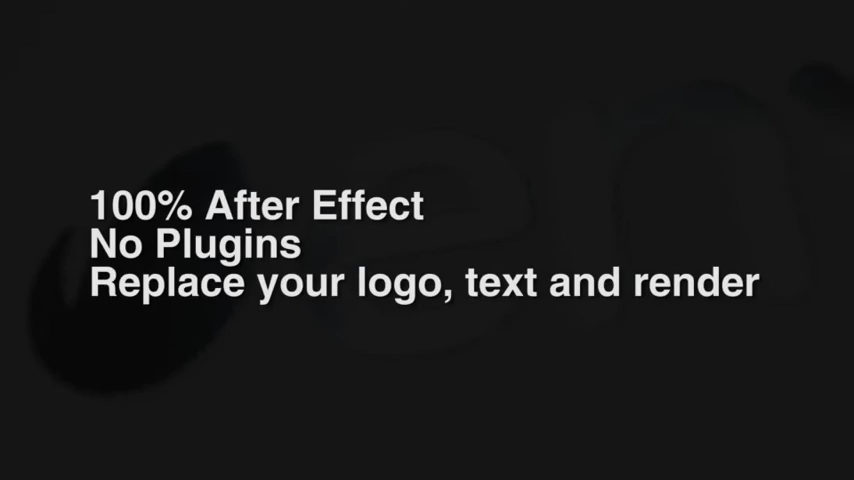 100% After Effect
No Plugins
Replace your logo, text and render